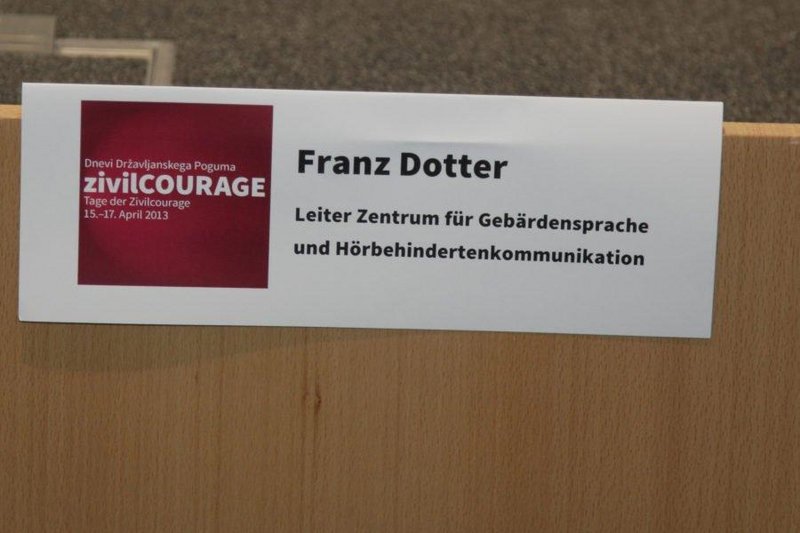 Dnevi Državljanskega Poguma
zivilCOURAGE
Tage der Zivilcourage
15.–17. April 2013
Franz Dotter
Leiter Zentrum für Gebärdensprache
und Hörbehindertenkommunikation